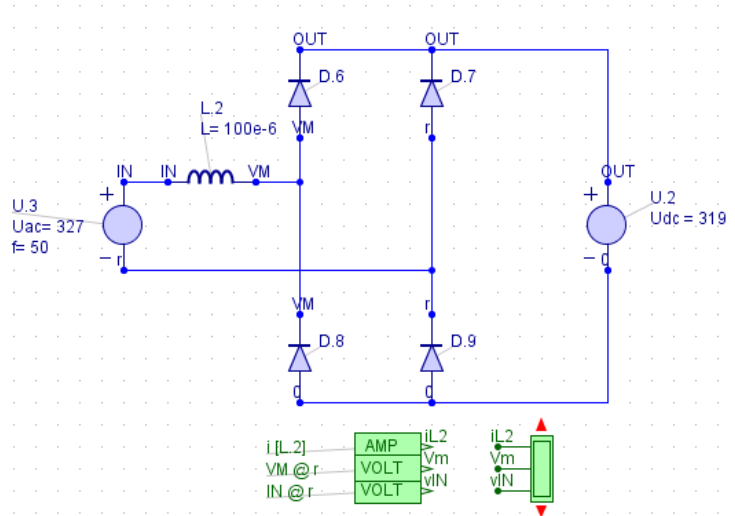 OUT OUT
D.6 D.7
L.2
L= 100e-6 VM r
IN IN VM OUT
+ + U.2
U.3 Udc = 319
Uac= 327
f= 50
− r − 0
VM r
D.8 D.9
0 0
i [L.2] AMP iL2 iL2
VM @ r VOLT Vm Vm
IN @ r VOLT vIN vIN